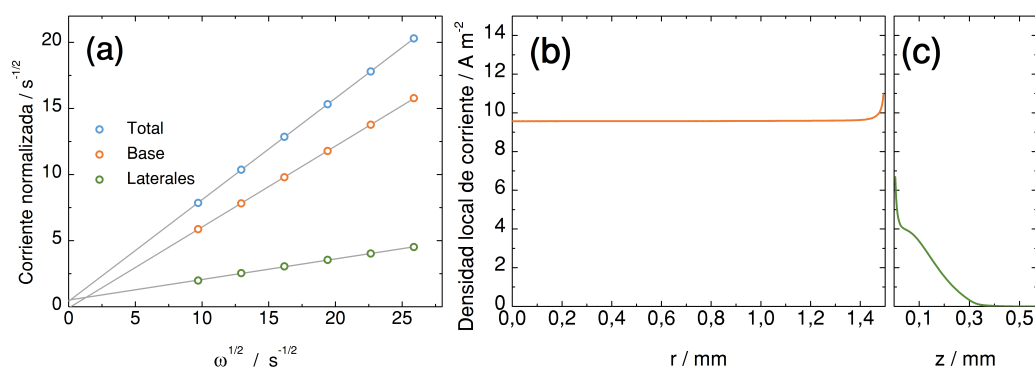 (a)
Corriente normalizada / s^-1/2
20
15
10
5
0
Total
Base
Laterales
0 5 10 15 20 25
ω^1/2 / s^-1/2
(b)
Densidad local de corriente / A m^-2
14
12
10
8
6
4
2
0
0,0 0,2 0,4 0,6 0,8 1,0 1,2 1,4
r / mm
(c)
0,1 0,3 0,5
z / mm